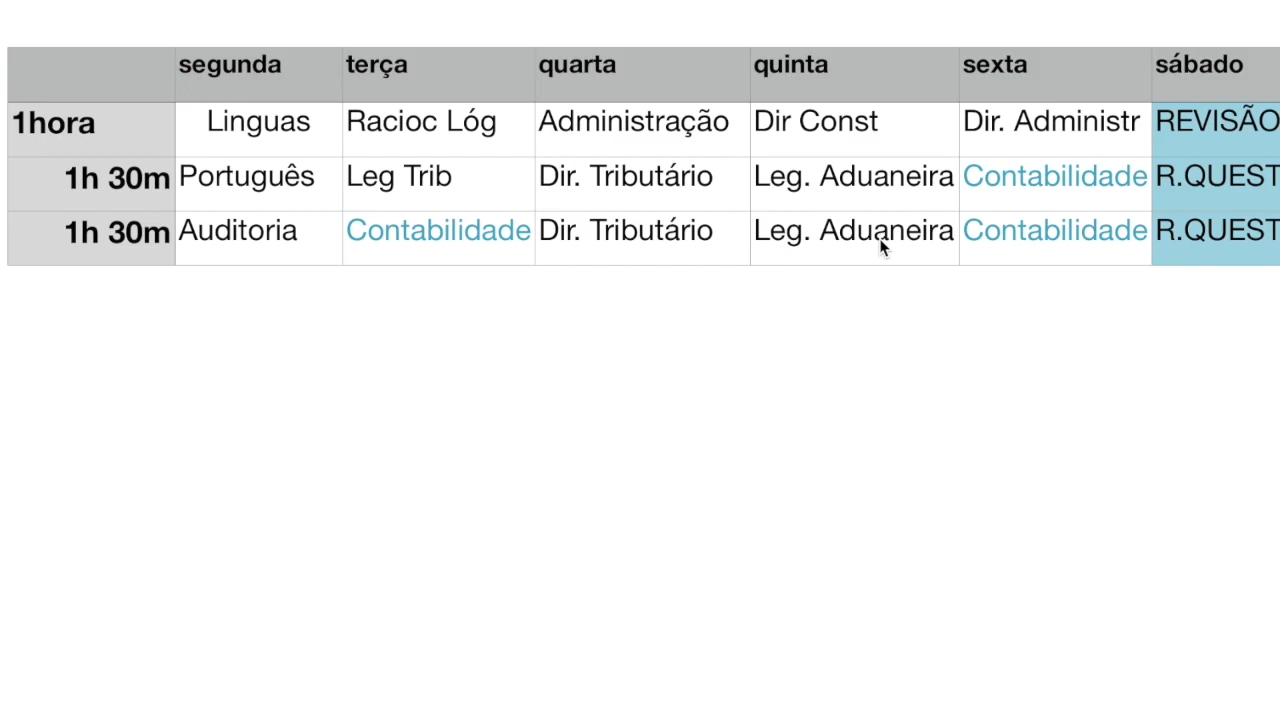 segunda terça quarta quinta sexta sábado
1hora Linguas Racioc Lóg Administração Dir Const Dir. Administr REVISÃO
1h 30m Português Leg Trib Dir. Tributário Leg. Aduaneira Contabilidade R.QUEST
1h 30m Auditoria Contabilidade Dir. Tributário Leg. Aduaneira Contabilidade R.QUEST